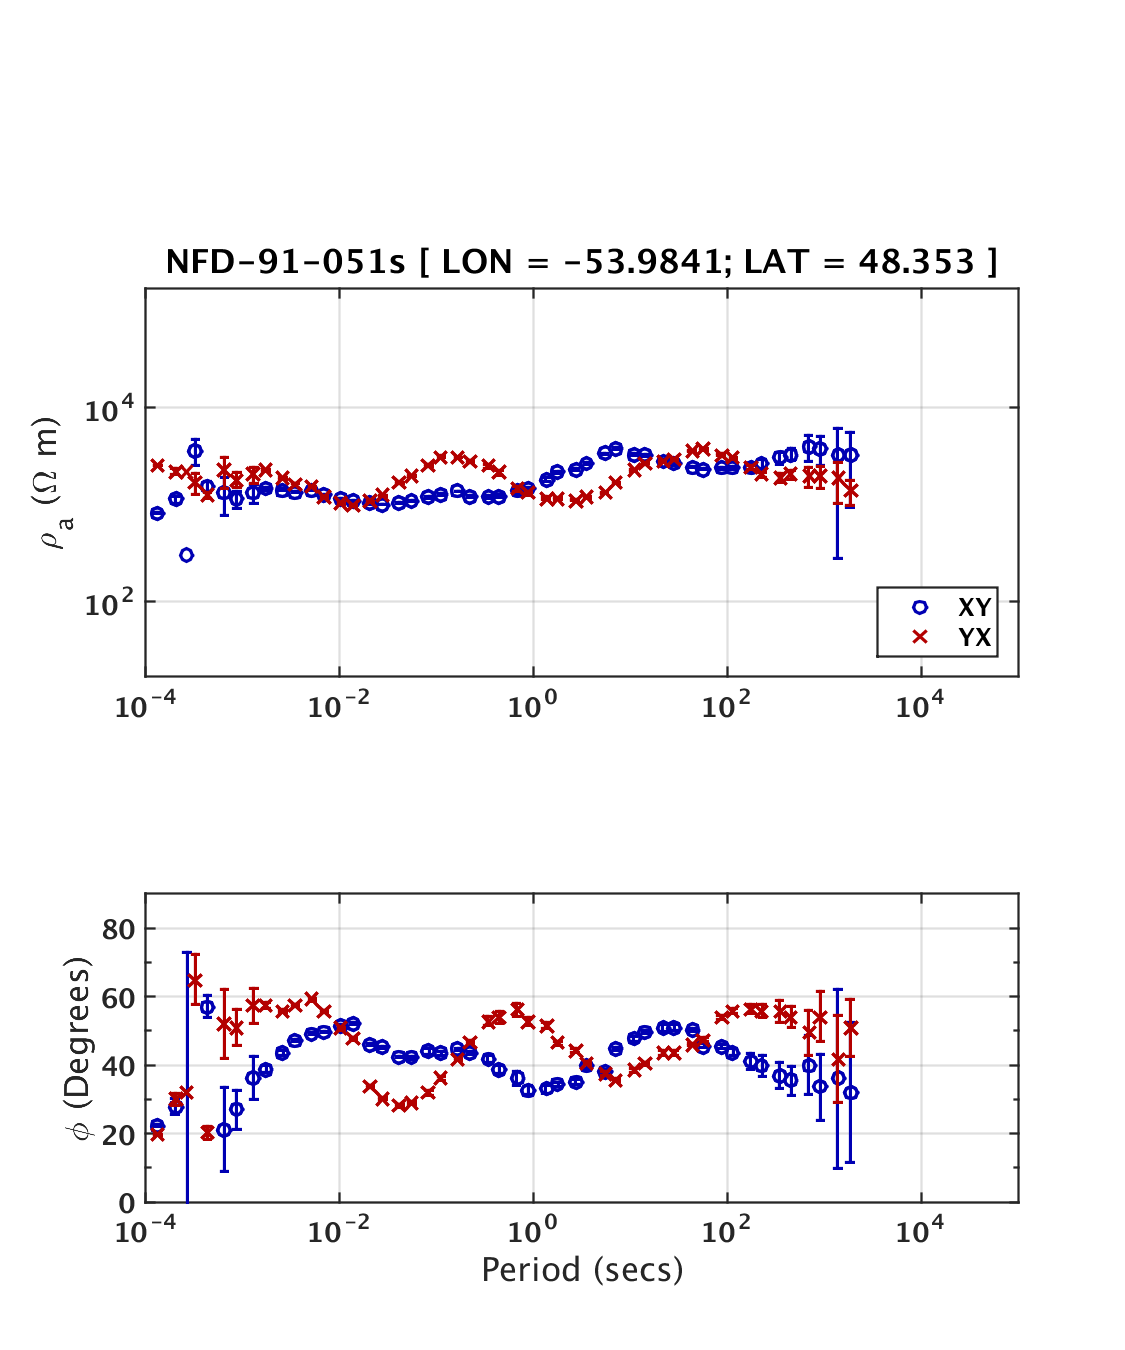 NFD-91-051s [ LON = -53.9841; LAT = 48.353 ]
ρa (Ω m)
10^4
10^2
XY
YX
10^-4 10^-2 10^0 10^2 10^4
ϕ (Degrees)
80
60
40
20
0
10^-4 10^-2 10^0 10^2 10^4
Period (secs)